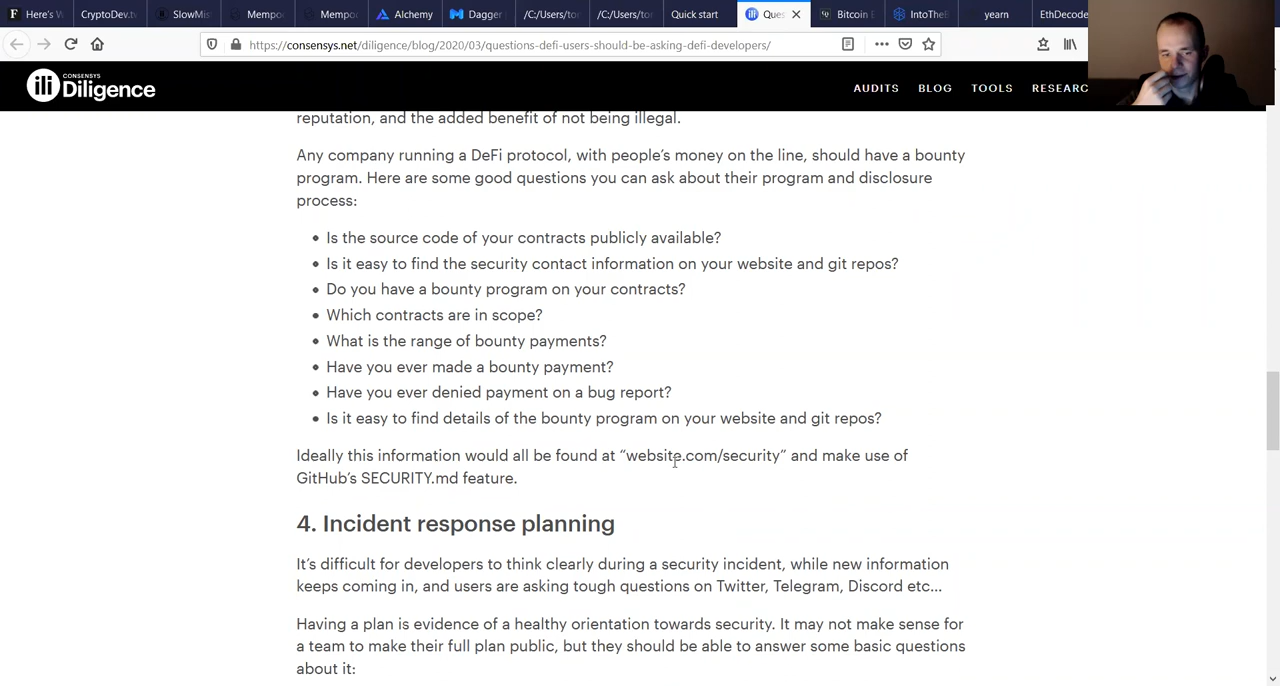 Here's W
CryptoDev.tv
SlowMis
Mempo
Mempoo
Alchemy
Dagger
/C:/Users/tor
/C:/Users/tor
Quick start
Ques
Bitcoin E
IntoTheB
yearn
EthDecode
https://consensys.net/diligence/blog/2020/03/questions-defi-users-should-be-asking-defi-developers/
CONSENSYS
Diligence
AUDITS BLOG TOOLS RESEARC
reputation, and the added benefit of not being illegal.
Any company running a DeFi protocol, with people's money on the line, should have a bounty
program. Here are some good questions you can ask about their program and disclosure
process:
• Is the source code of your contracts publicly available?
• Is it easy to find the security contact information on your website and git repos?
• Do you have a bounty program on your contracts?
• Which contracts are in scope?
• What is the range of bounty payments?
• Have you ever made a bounty payment?
• Have you ever denied payment on a bug report?
• Is it easy to find details of the bounty program on your website and git repos?
Ideally this information would all be found at “website.com/security” and make use of
GitHub's SECURITY.md feature.
4. Incident response planning
It's difficult for developers to think clearly during a security incident, while new information
keeps coming in, and users are asking tough questions on Twitter, Telegram, Discord etc...
Having a plan is evidence of a healthy orientation towards security. It may not make sense for
a team to make their full plan public, but they should be able to answer some basic questions
about it: